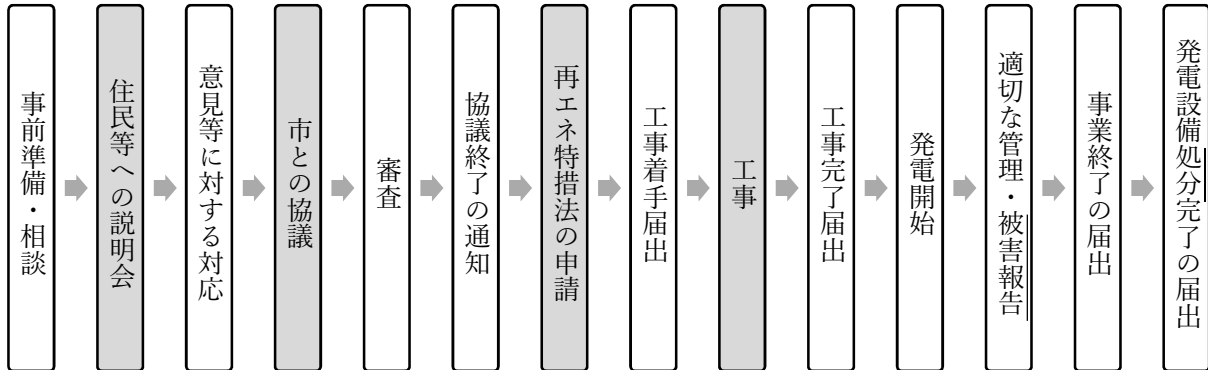 事前準備・相談
住民等への説明会
意見等に対する対応
市との協議
審査
協議終了の通知
再エネ特措法の申請
工事着手届出
工事
工事完了届出
発電開始
適切な管理・被害報告
事業終了の届出
発電設備処分完了の届出